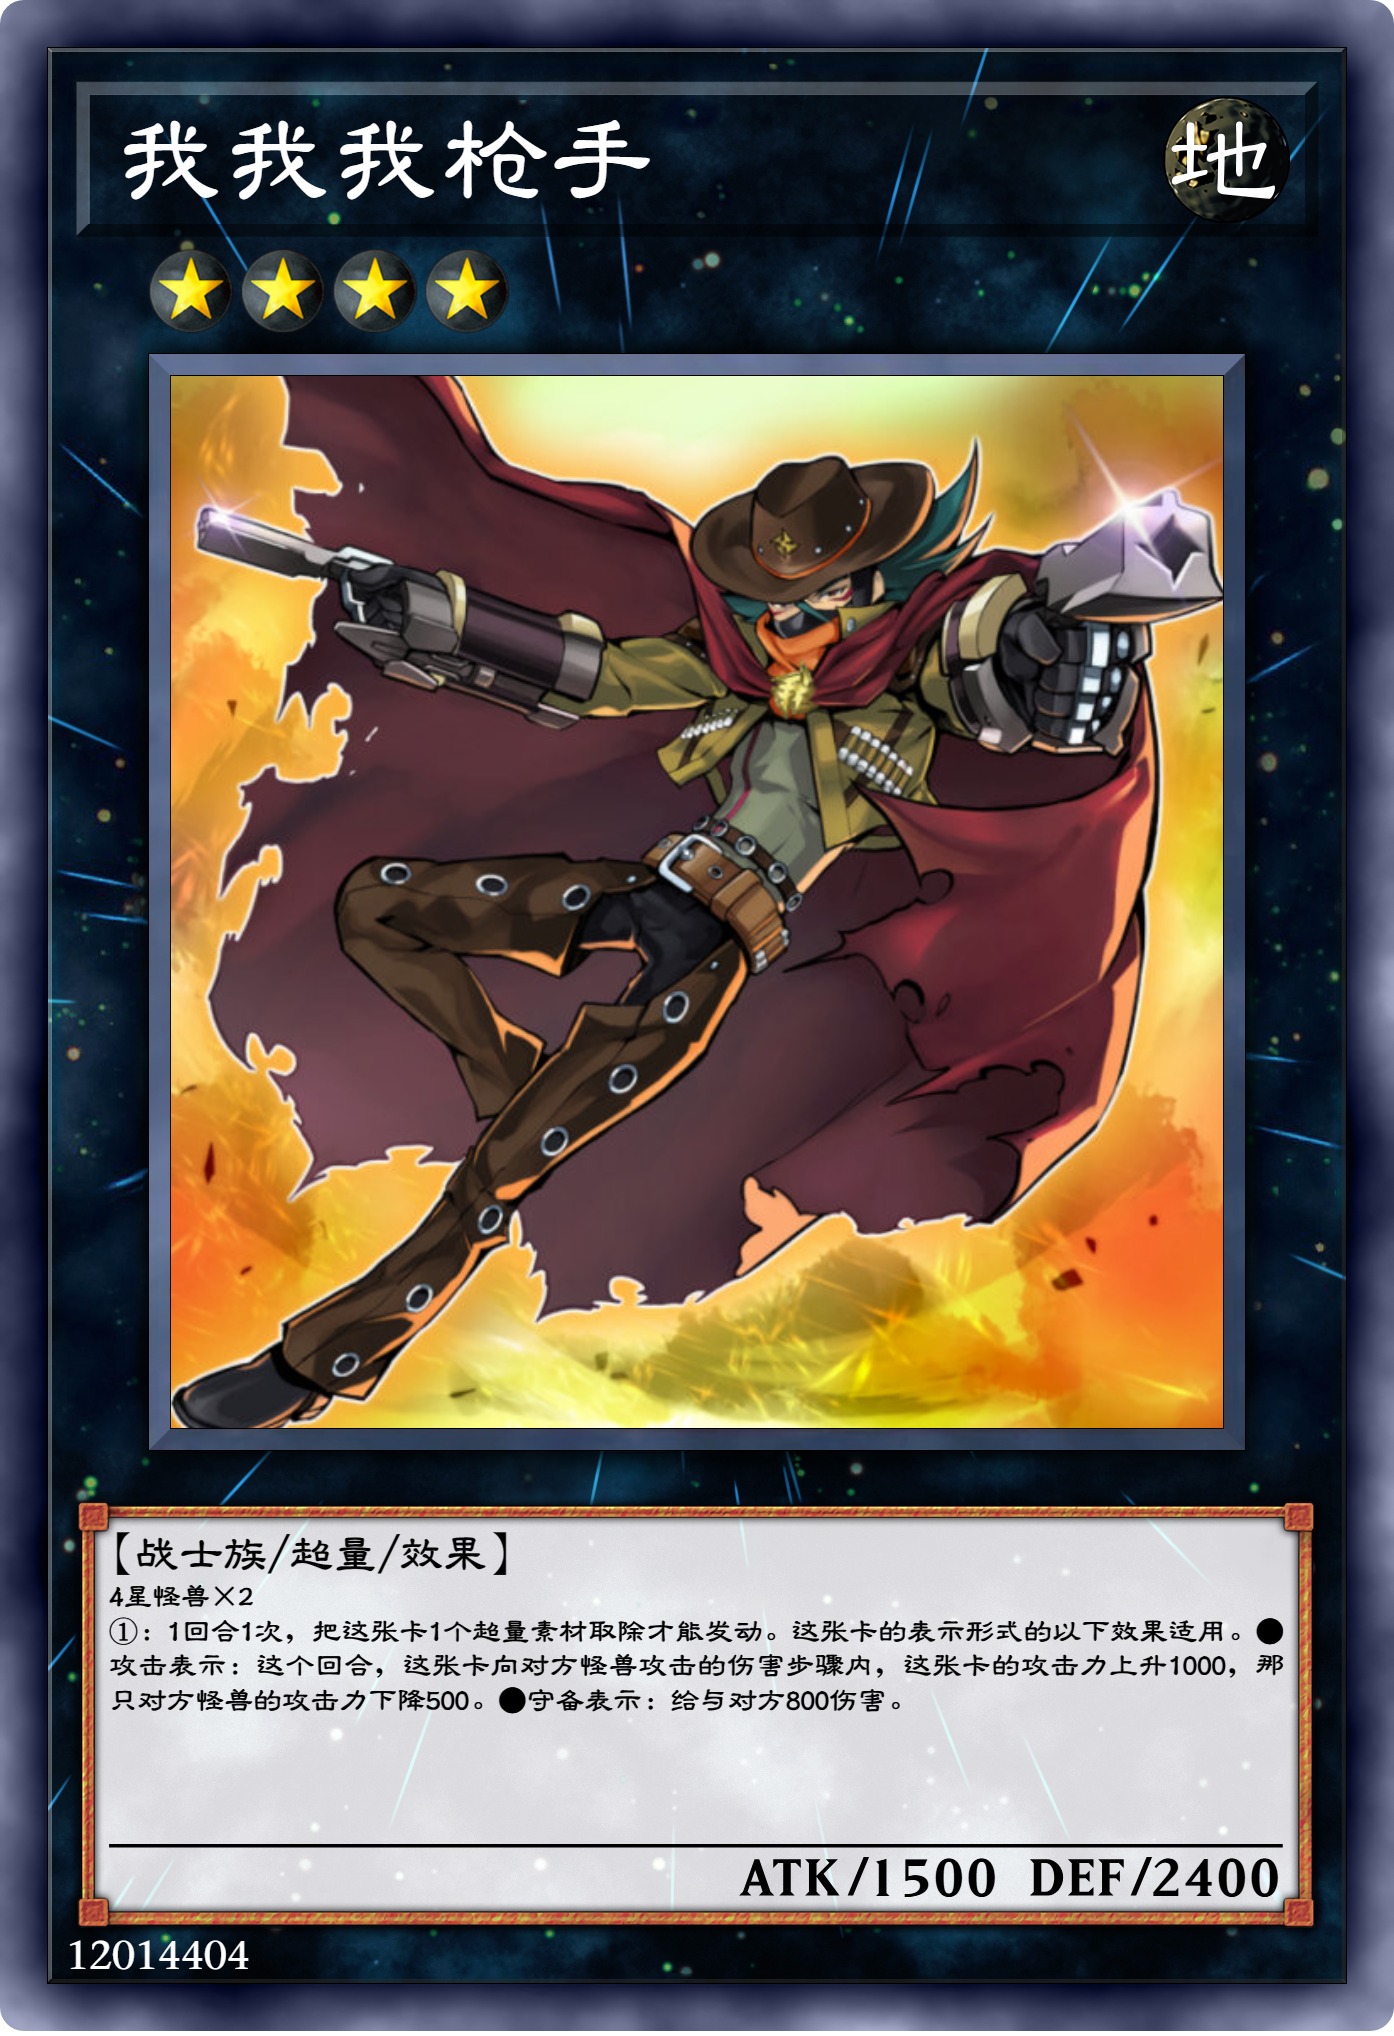 我我我枪手
地
【战士族/超量/效果】
4星怪兽×2
①：1回合1次，把这张卡1个超量素材取除才能发动。这张卡的表示形式的以下效果适用。●
攻击表示：这个回合，这张卡向对方怪兽攻击的伤害步骤内，这张卡的攻击力上升1000，那
只对方怪兽的攻击力下降500。●守备表示：给与对方800伤害。
ATK/1500 DEF/2400
12014404